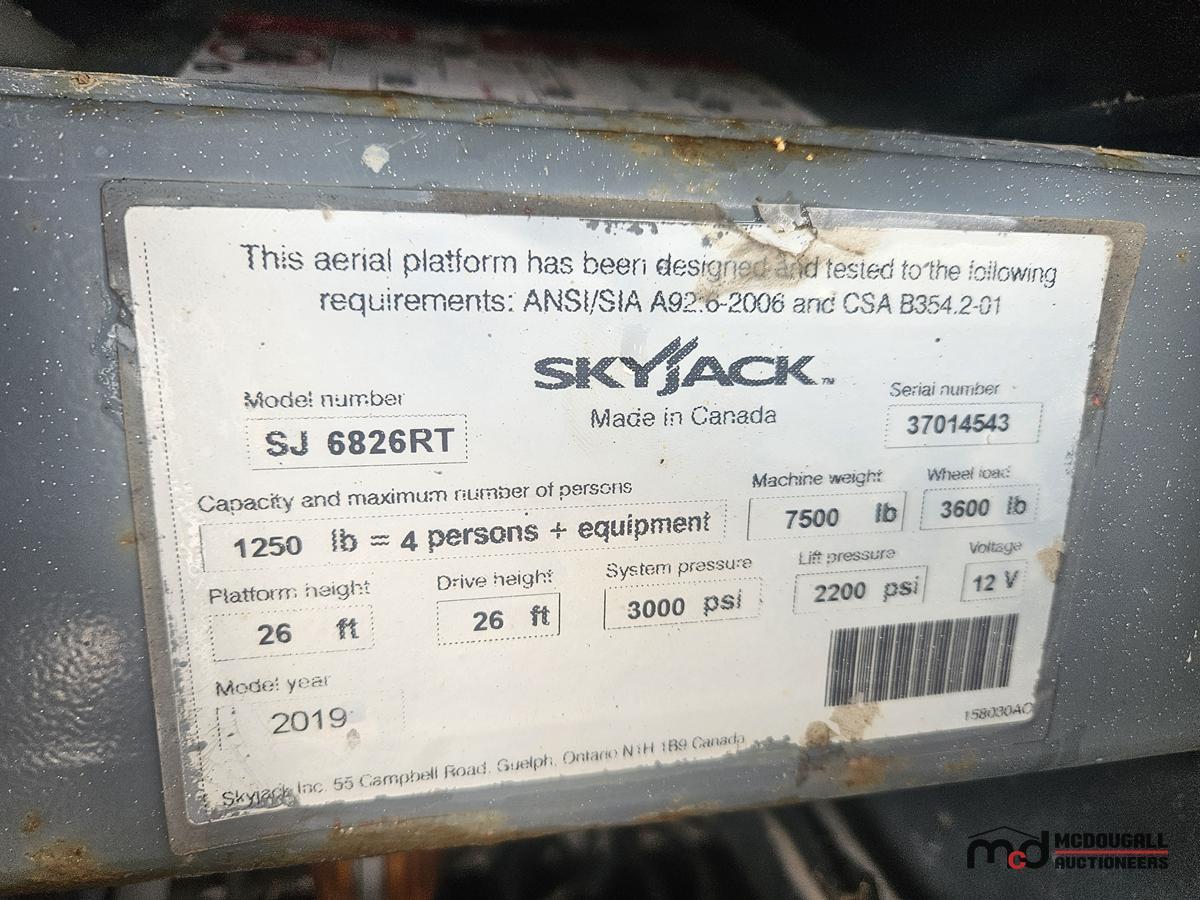 This aerial platform has been designed and tested to the following
requirements: ANSI/SIA A92.6-2006 and CSA B354.2-01
SKYJACK™
Made in Canada
Model number
SJ 6826RT
Serial number
37014543
Capacity and maximum number of persons
1250 lb = 4 persons + equipment
Machine weight
7500 lb
Wheel load
3600 lb
Platform height
26 ft
Drive height
26 ft
System pressure
3000 psi
Lift pressure
2200 psi
Voltage
12 V
Model year
2019
158030AC
Skyjack Inc. 55 Campbell Road, Guelph, Ontario N1H 1B9 Canada
mcd MCDOUGALL
AUCTIONEERS